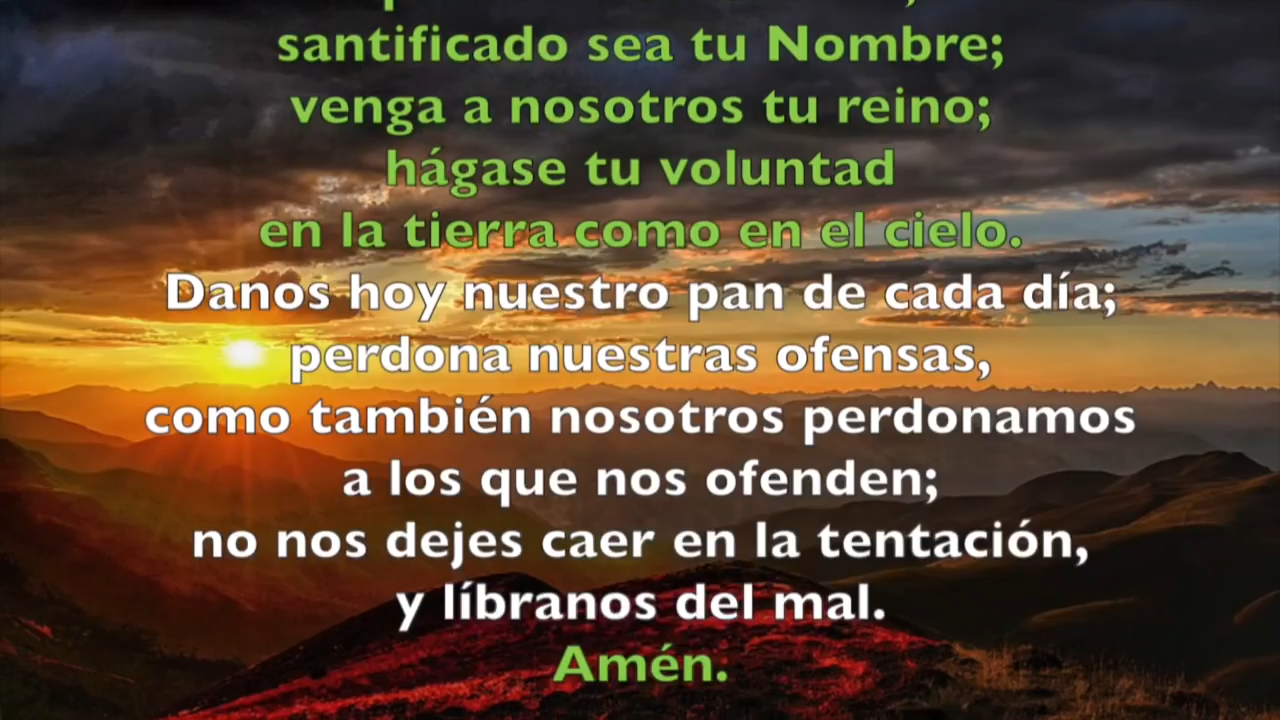 santificado sea tu Nombre;
venga a nosotros tu reino;
hágase tu voluntad
en la tierra como en el cielo.
Danos hoy nuestro pan de cada día;
perdona nuestras ofensas,
como también nosotros perdonamos
a los que nos ofenden;
no nos dejes caer en la tentación,
y líbranos del mal.
Amén.